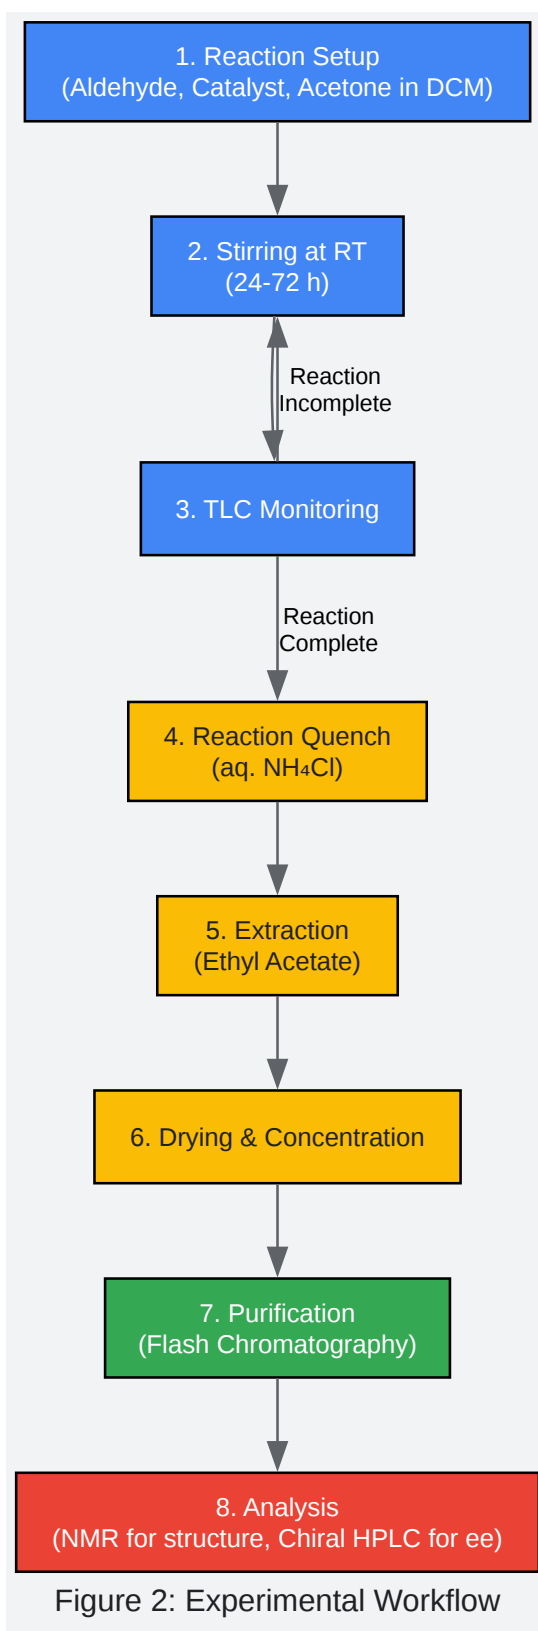 1. Reaction Setup
(Aldehyde, Catalyst, Acetone in DCM)
2. Stirring at RT
(24-72 h)
Reaction
Incomplete
3. TLC Monitoring
Reaction
Complete
4. Reaction Quench
(aq. NH₄Cl)
5. Extraction
(Ethyl Acetate)
6. Drying & Concentration
7. Purification
(Flash Chromatography)
8. Analysis
(NMR for structure, Chiral HPLC for ee)
Figure 2: Experimental Workflow